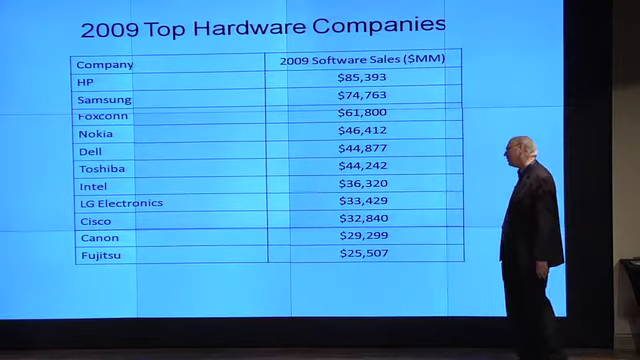 2009 Top Hardware Companies
Company 2009 Software Sales ($MM)
HP $85,393
Samsung $74,763
Foxconn $61,800
Nokia $46,412
Dell $44,877
Toshiba $44,242
Intel $36,320
LG Electronics $33,429
Cisco $32,840
Canon $29,299
Fujitsu $25,507